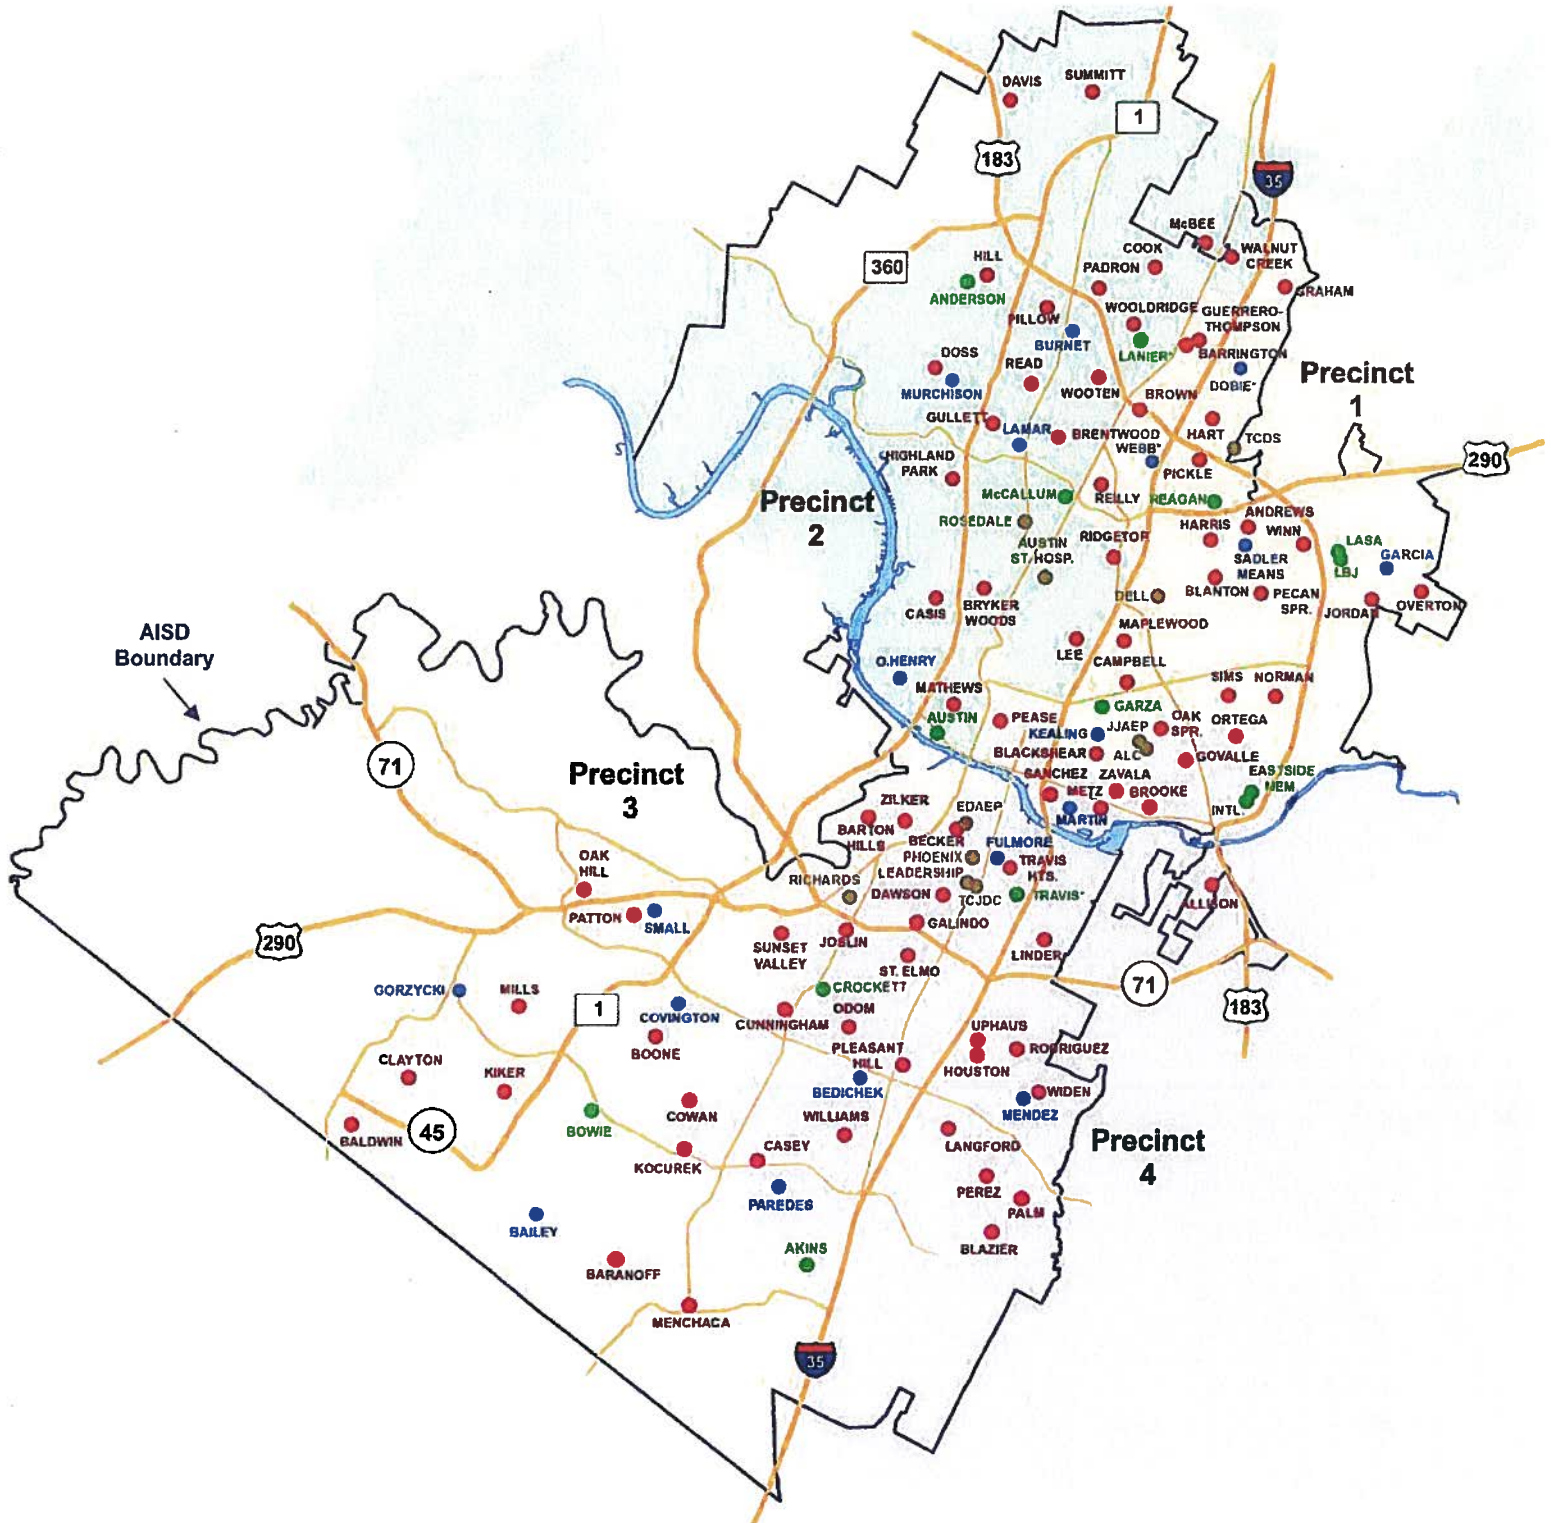 DAVIS
SUMMITT
1
183
35
McBEE
COOK
WALNUT
CREEK
HILL
PADRON
360
ANDERSON
GRAHAM
WOOLDRIDGE
GUERRERO-
THOMPSON
PILLOW
BURNET
LANIER*
BARRINGTON
DOSS
READ
MURCHISON
WOOTEN
DOBIE*
Precinct
1
BROWN
GULLETT
LAMAR
BRENTWOOD
WEBB*
HART
TCDS
HIGHLAND
PARK
PICKLE
290
McCALLUM
REILLY
REAGAN
Precinct
2
ROSEDALE
ANDREWS
HARRIS
WINN
AUSTIN
ST. HOSP.
RIDGETOP
SADLER
MEANS
LASA
LBJ
GARCIA
CASIS
BRYKER
WOODS
DELL
BLANTON
PECAN
SPR.
JORDAN
OVERTON
MAPLEWOOD
AISD
Boundary
LEE
CAMPBELL
O.HENRY
MATHEWS
SIMS
NORMAN
AUSTIN
PEASE
GARZA
KEALING
JJAEP
OAK
SPR.
ORTEGA
BLACKSHEAR
ALC
GOVALLE
71
Precinct
3
SANCHEZ
ZAVALA
EASTSIDE
MEM.
METZ
BROOKE
INTL.
MARTIN
ZILKER
EDAEP
BARTON
HILLS
BECKER
FULMORE
PHOENIX
LEADERSHIP
TRAVIS
HTS.
OAK
HILL
RICHARDS
DAWSON
TCJDC
TRAVIS*
ALLISON
PATTON
SMALL
GALINDO
290
SUNSET
VALLEY
JOSLIN
LINDER
ST. ELMO
GORZYCKI
MILLS
CROCKETT
71
183
1
COVINGTON
CUNNINGHAM
ODOM
BOONE
PLEASANT
HILL
UPHAUS
RODRIGUEZ
HOUSTON
CLAYTON
KIKER
BEDICHEK
WIDEN
MENDEZ
BALDWIN
45
BOWIE
COWAN
WILLIAMS
Precinct
4
KOCUREK
CASEY
LANGFORD
PAREDES
PEREZ
PALM
BAILEY
BLAZIER
AKINS
BARANOFF
MENCHACA
35